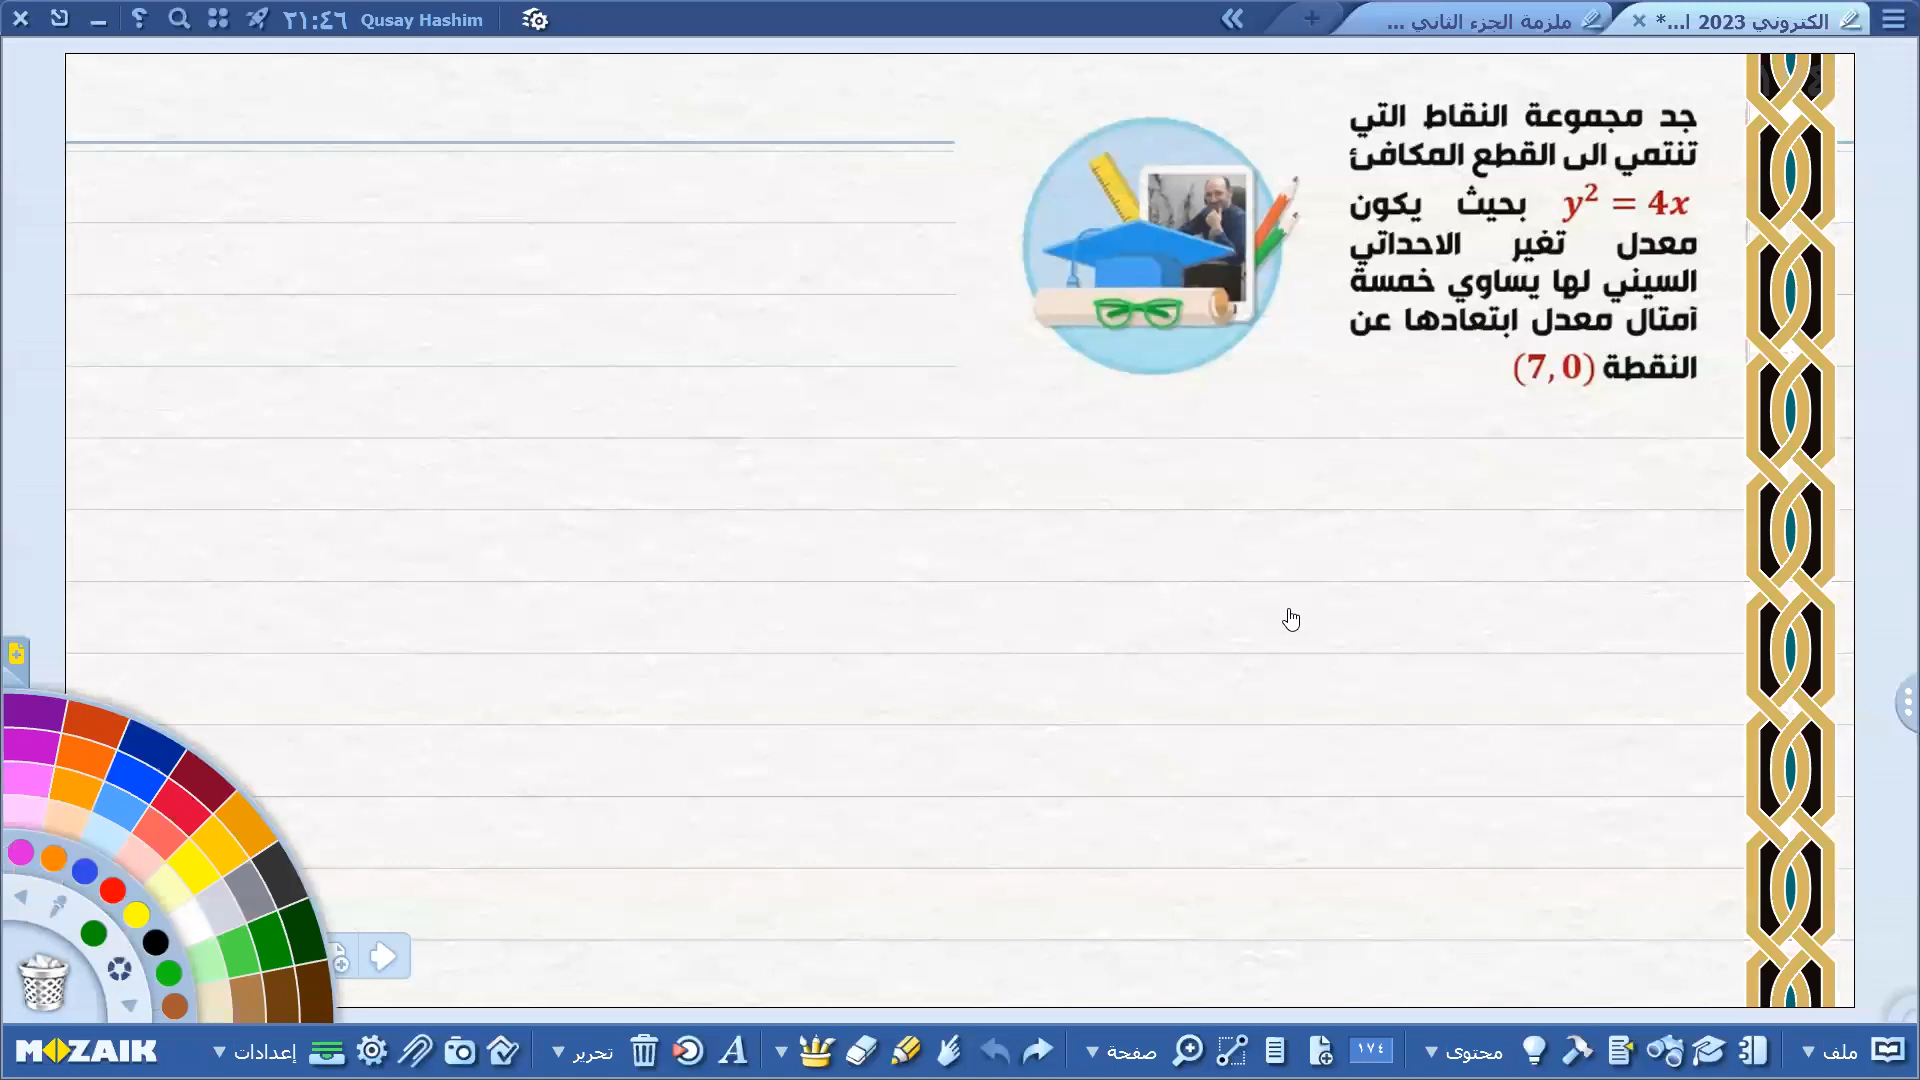 Qusay Hashim
٢١:٤٦
ملزمة الجزء الثاني ...
الكتروني 2023 ا...*
جد مجموعة النقاط التي
تنتمي الى القطع المكافئ
y² = 4x بحيث يكون
معدل تغير الاحداثي
السيني لها يساوي خمسة
أمثال معدل ابتعادها عن
النقطة (7, 0)
MOZAIK
إعدادات
تحرير
صفحة
١٧٤
محتوى
ملف